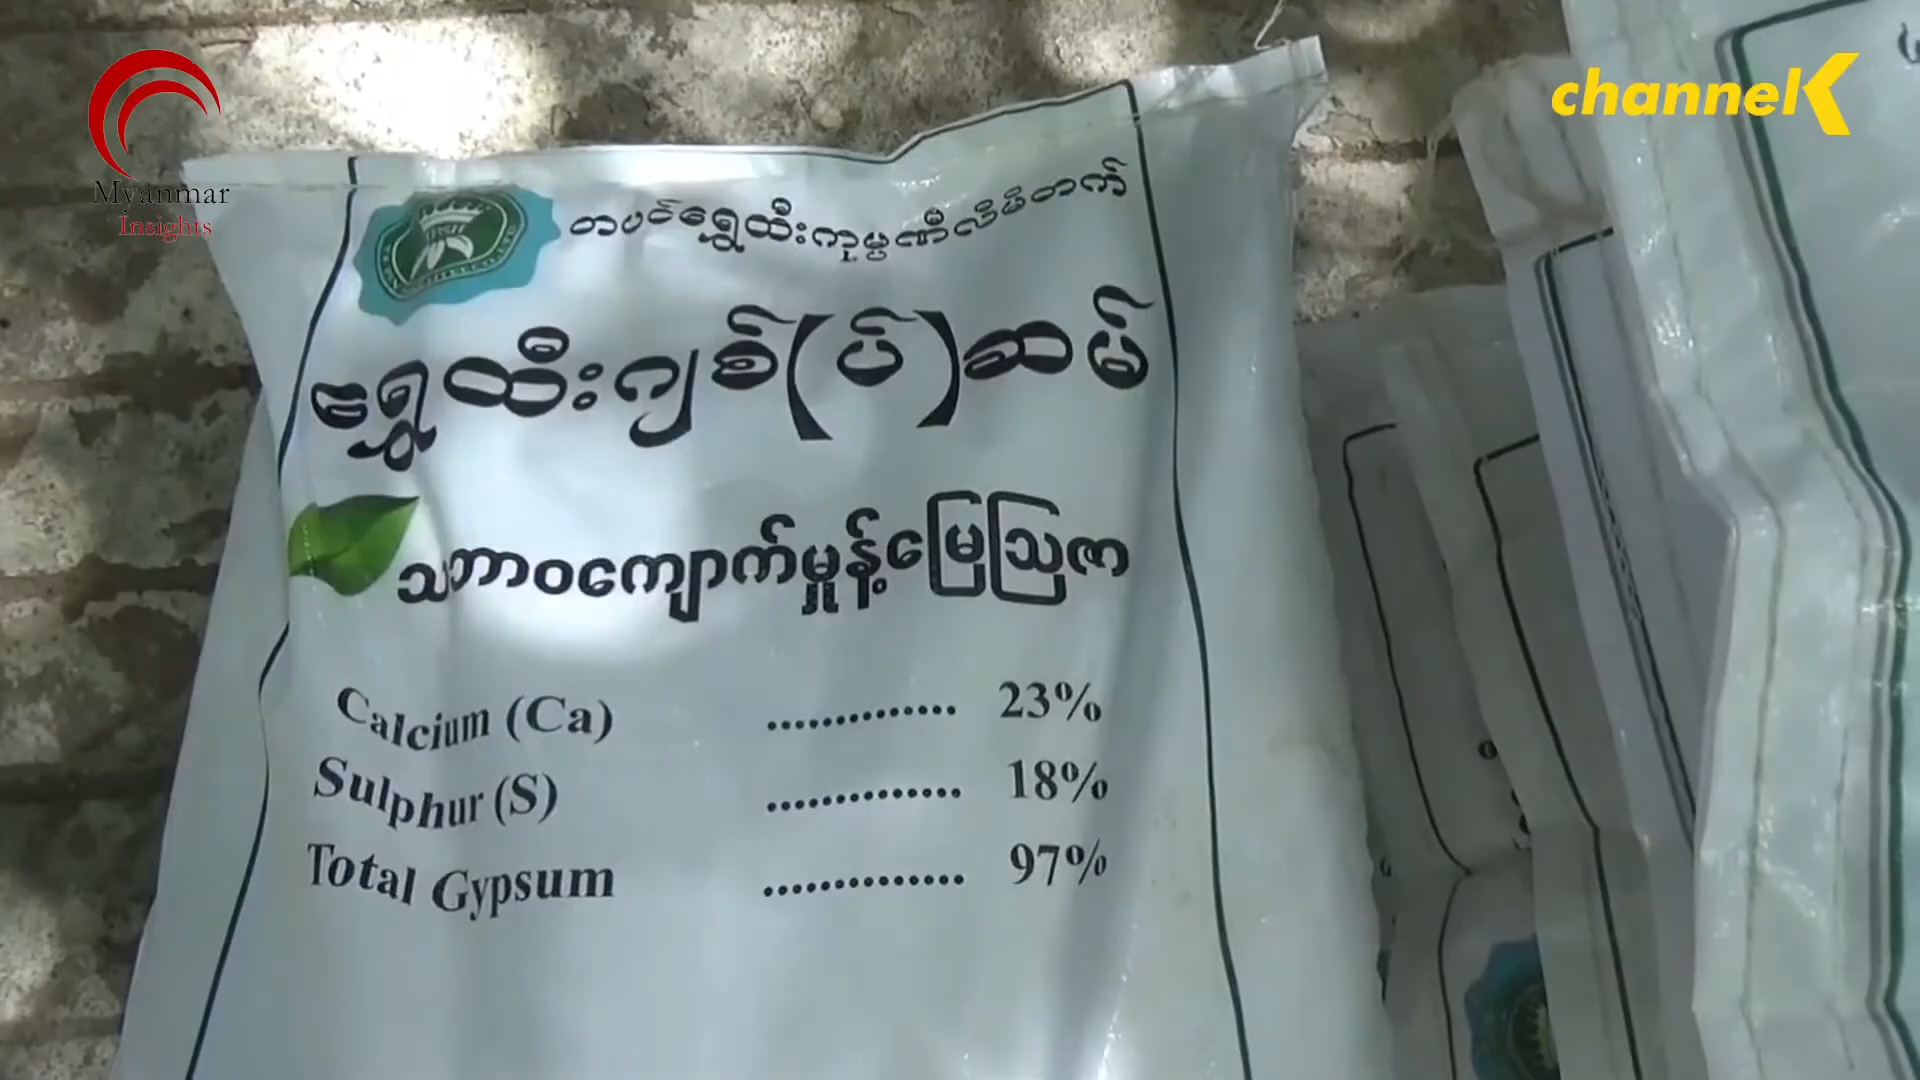 Myanmar
Insights
channelK
တပင်ရွှေထီးကုမ္ပဏီလီမိတက်
ရွှေထီးဂျစ်(ပ်)ဆမ်
သဘာဝကျောက်မှုန့်မြေဩဇာ
Calcium (Ca) .............. 23%
Sulphur (S) .............. 18%
Total Gypsum .............. 97%